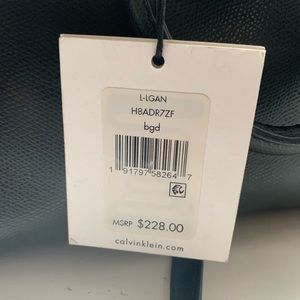 L-LGAN
H8ADR7ZF
bgd
1 91797 58264 7
MSRP $228.00
calvinklein.com